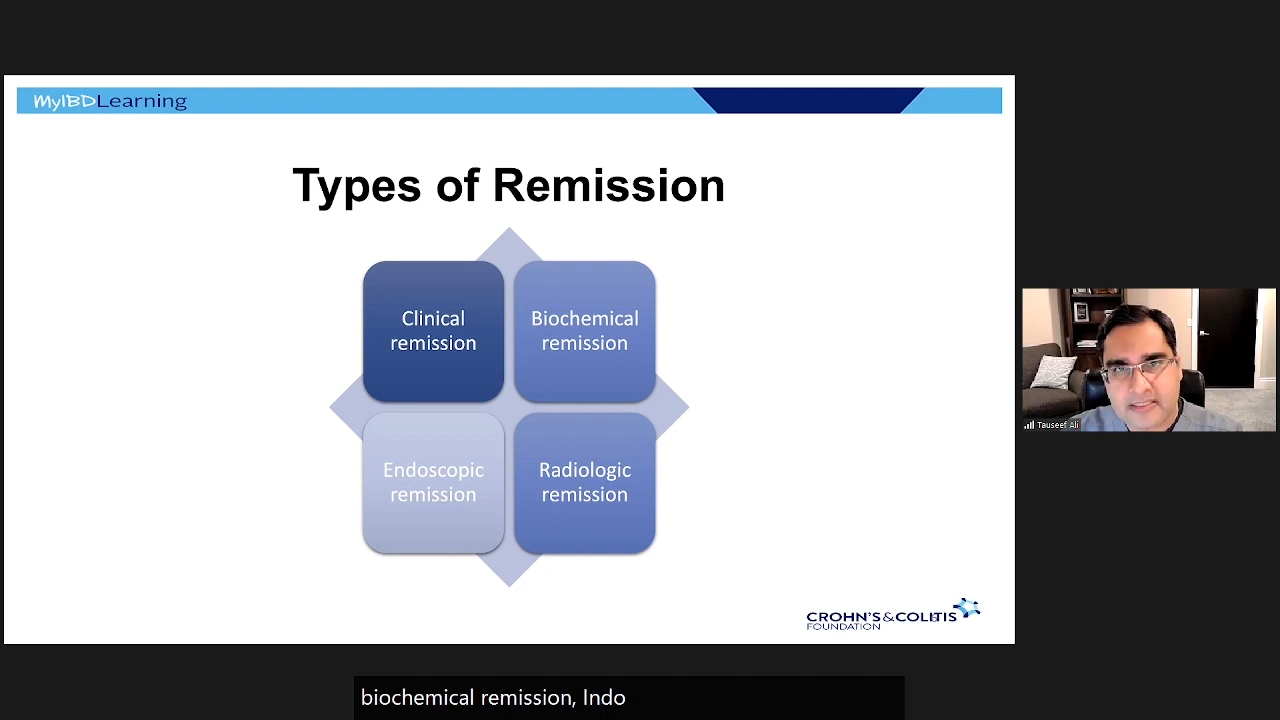 MyIBDLearning
Types of Remission
Clinical
remission
Biochemical
remission
Endoscopic
remission
Radiologic
remission
CROHN'S & COLITIS
FOUNDATION
Tauseef Ali
biochemical remission, Indo